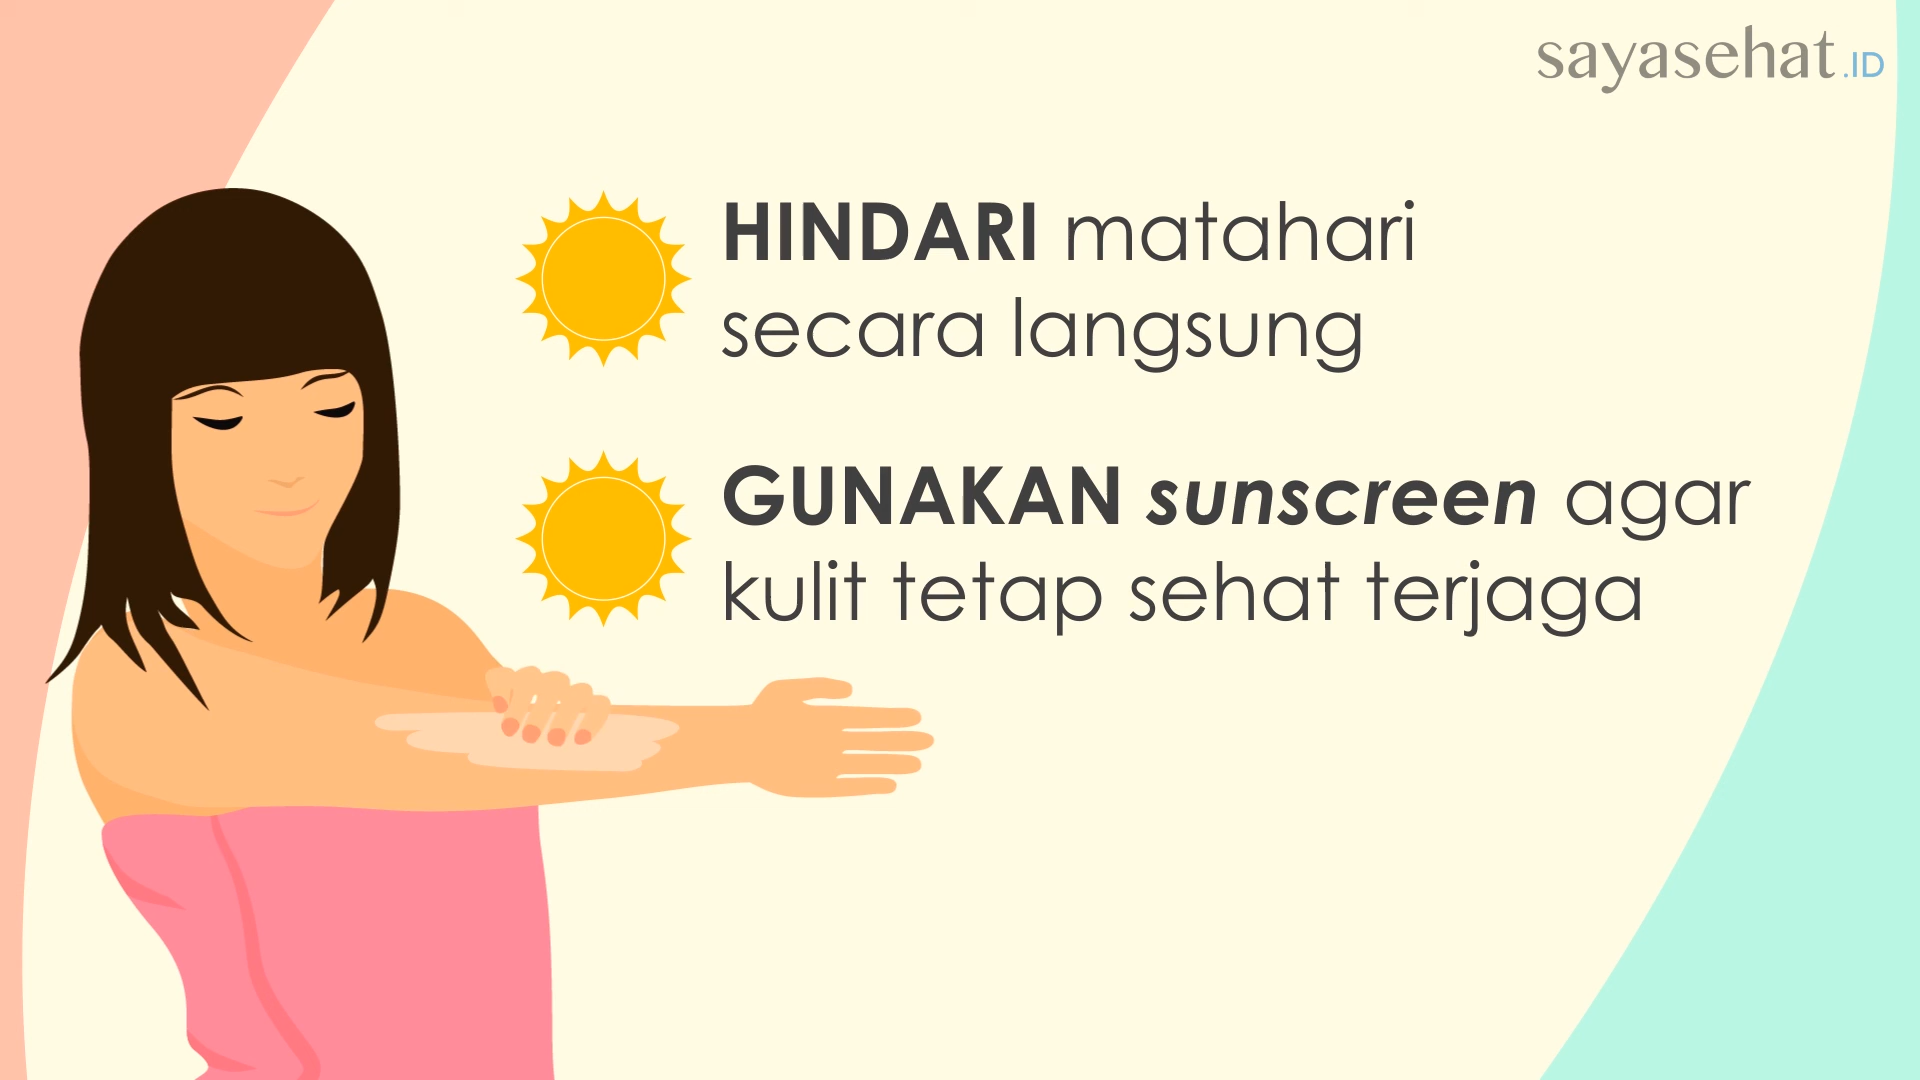 sayasehat.ID
HINDARI matahari
secara langsung
GUNAKAN sunscreen agar
kulit tetap sehat terjaga